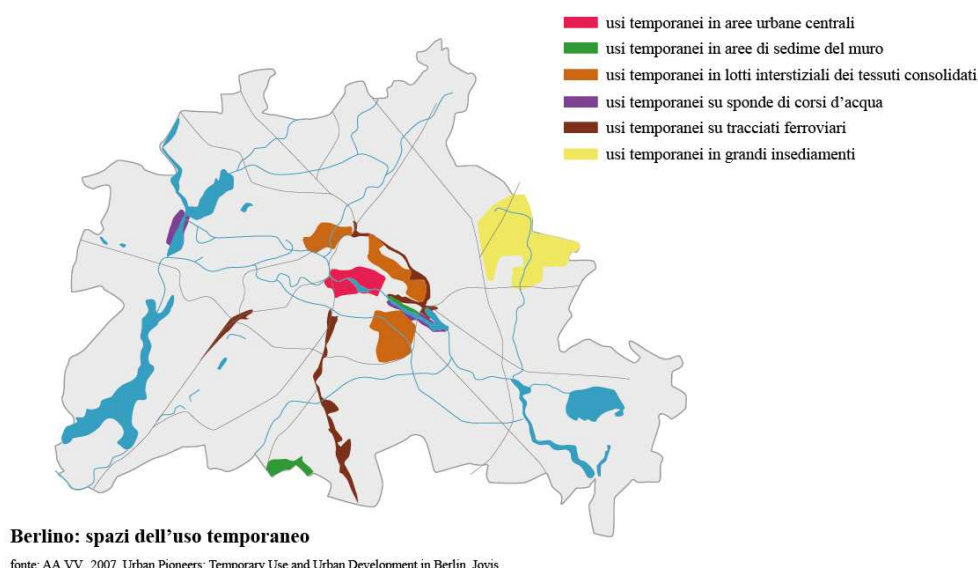 usi temporanei in aree urbane centrali
usi temporanei in aree di sedime del muro
usi temporanei in lotti interstiziali dei tessuti consolidati
usi temporanei su sponde di corsi d'acqua
usi temporanei su tracciati ferroviari
usi temporanei in grandi insediamenti
Berlino: spazi dell'uso temporaneo
fonte: AA.VV., 2007, Urban Pioneers: Temporary Use and Urban Development in Berlin, Jovis